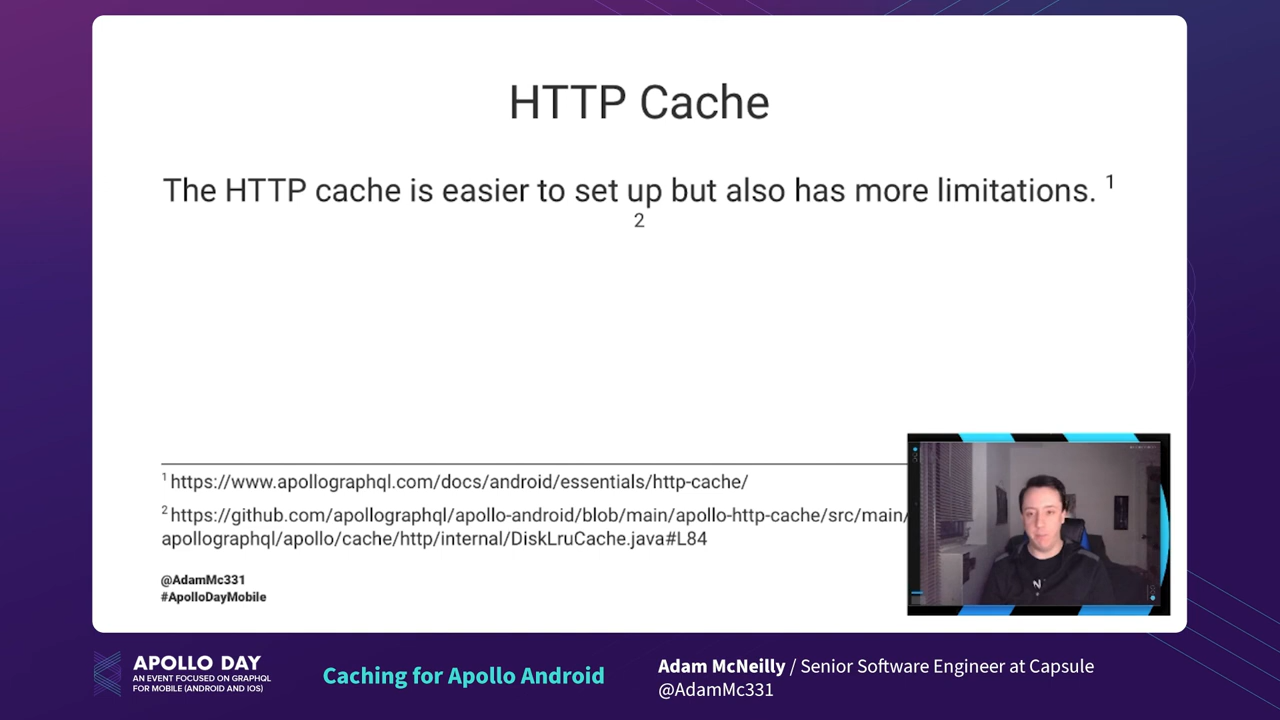 HTTP Cache
The HTTP cache is easier to set up but also has more limitations. 1
2
1 https://www.apollographql.com/docs/android/essentials/http-cache/
2 https://github.com/apollographql/apollo-android/blob/main/apollo-http-cache/src/main/
apollographql/apollo/cache/http/internal/DiskLruCache.java#L84
@AdamMc331
#ApolloDayMobile
APOLLO DAY
AN EVENT FOCUSED ON GRAPHQL
FOR MOBILE (ANDROID AND IOS)
Caching for Apollo Android
Adam McNeilly / Senior Software Engineer at Capsule
@AdamMc331